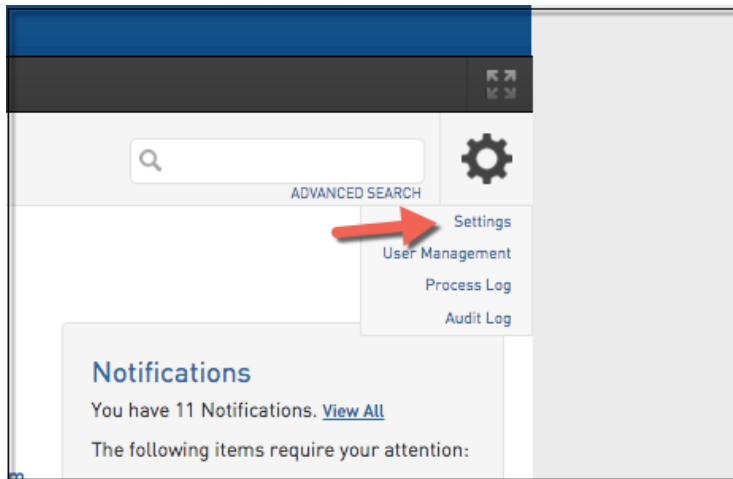 ADVANCED SEARCH
Settings
User Management
Process Log
Audit Log
Notifications
You have 11 Notifications. View All
The following items require your attention: